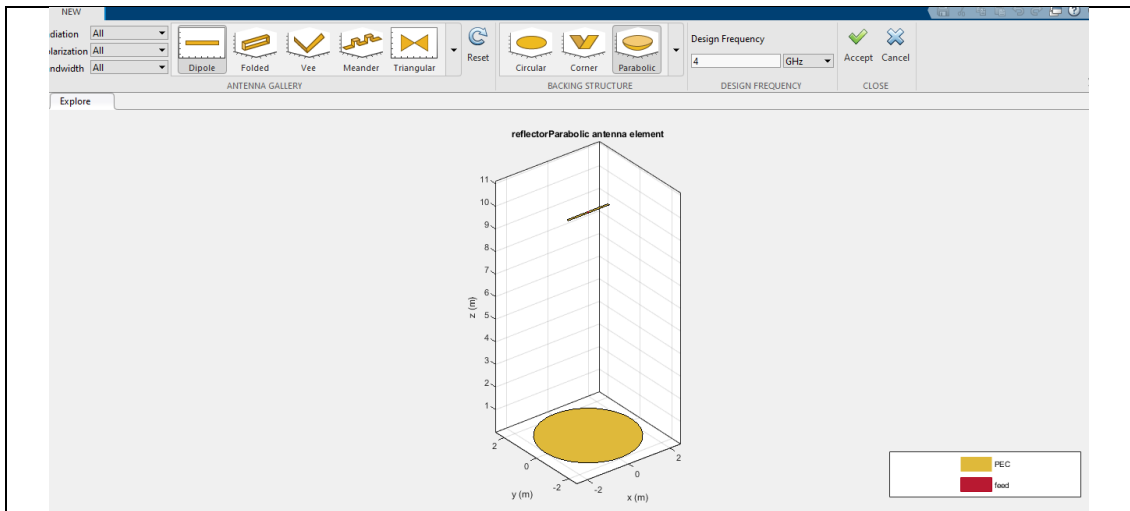 NEW
diation All
olarization All
ndwidth All
Dipole
Folded
Vee
Meander
Triangular
Reset
Circular
Corner
Parabolic
Design Frequency
4 GHz
Accept Cancel
ANTENNA GALLERY
BACKING STRUCTURE
DESIGN FREQUENCY
CLOSE
Explore
reflectorParabolic antenna element
11
10
9
8
7
6
5
4
3
2
1
z (m)
2
0
-2
y (m)
-2
0
2
x (m)
PEC
feed